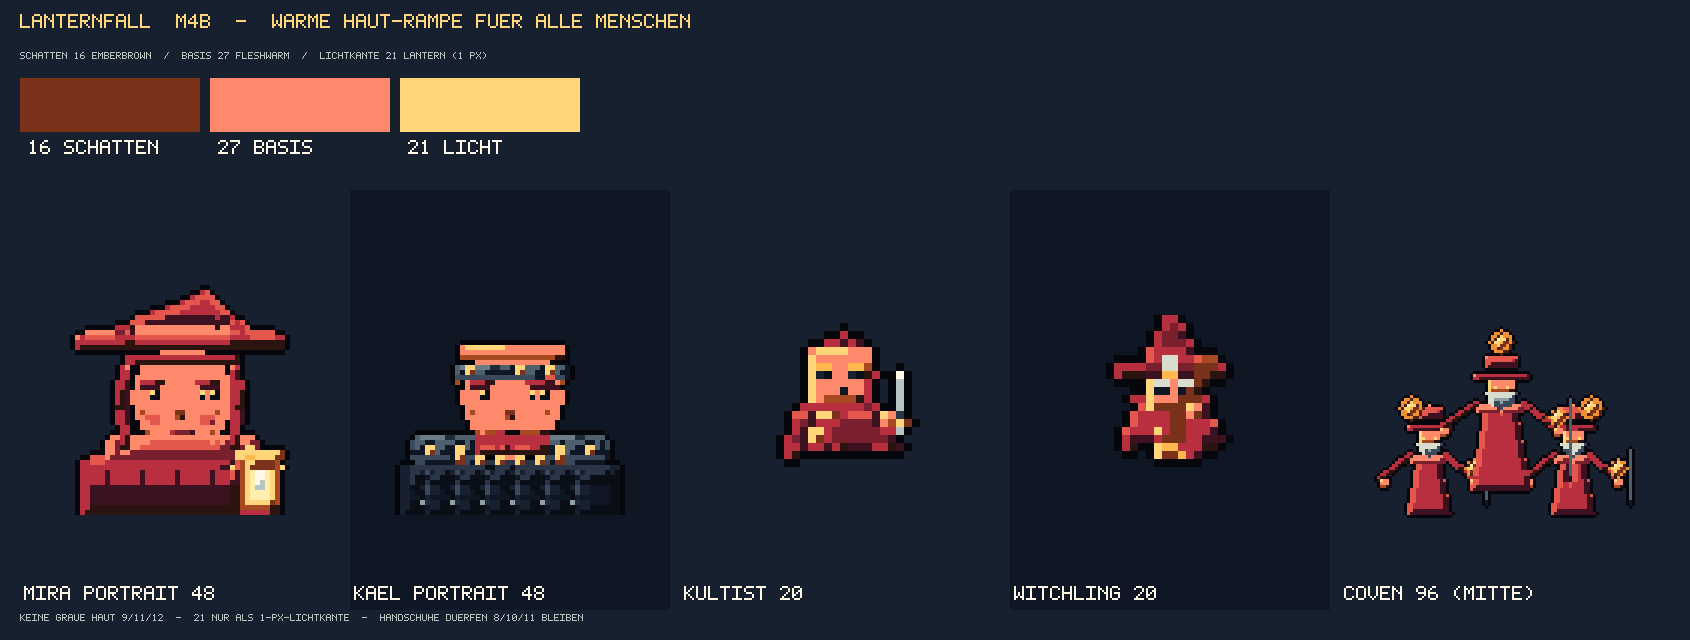 LANTERNFALL M4B - WARME HAUT-RAMPE FUER ALLE MENSCHEN
SCHATTEN 16 EMBERBROWN / BASIS 27 FLESHWARM / LICHTKANTE 21 LANTERN (1 PX)
16 SCHATTEN 27 BASIS 21 LICHT
MIRA PORTRAIT 48 KAEL PORTRAIT 48 KULTIST 20 WITCHLING 20 COVEN 96 (MITTE)
KEINE GRAUE HAUT 9/11/12 - 21 NUR ALS 1-PX-LICHTKANTE - HANDSCHUHE DUERFEN 8/10/11 BLEIBEN